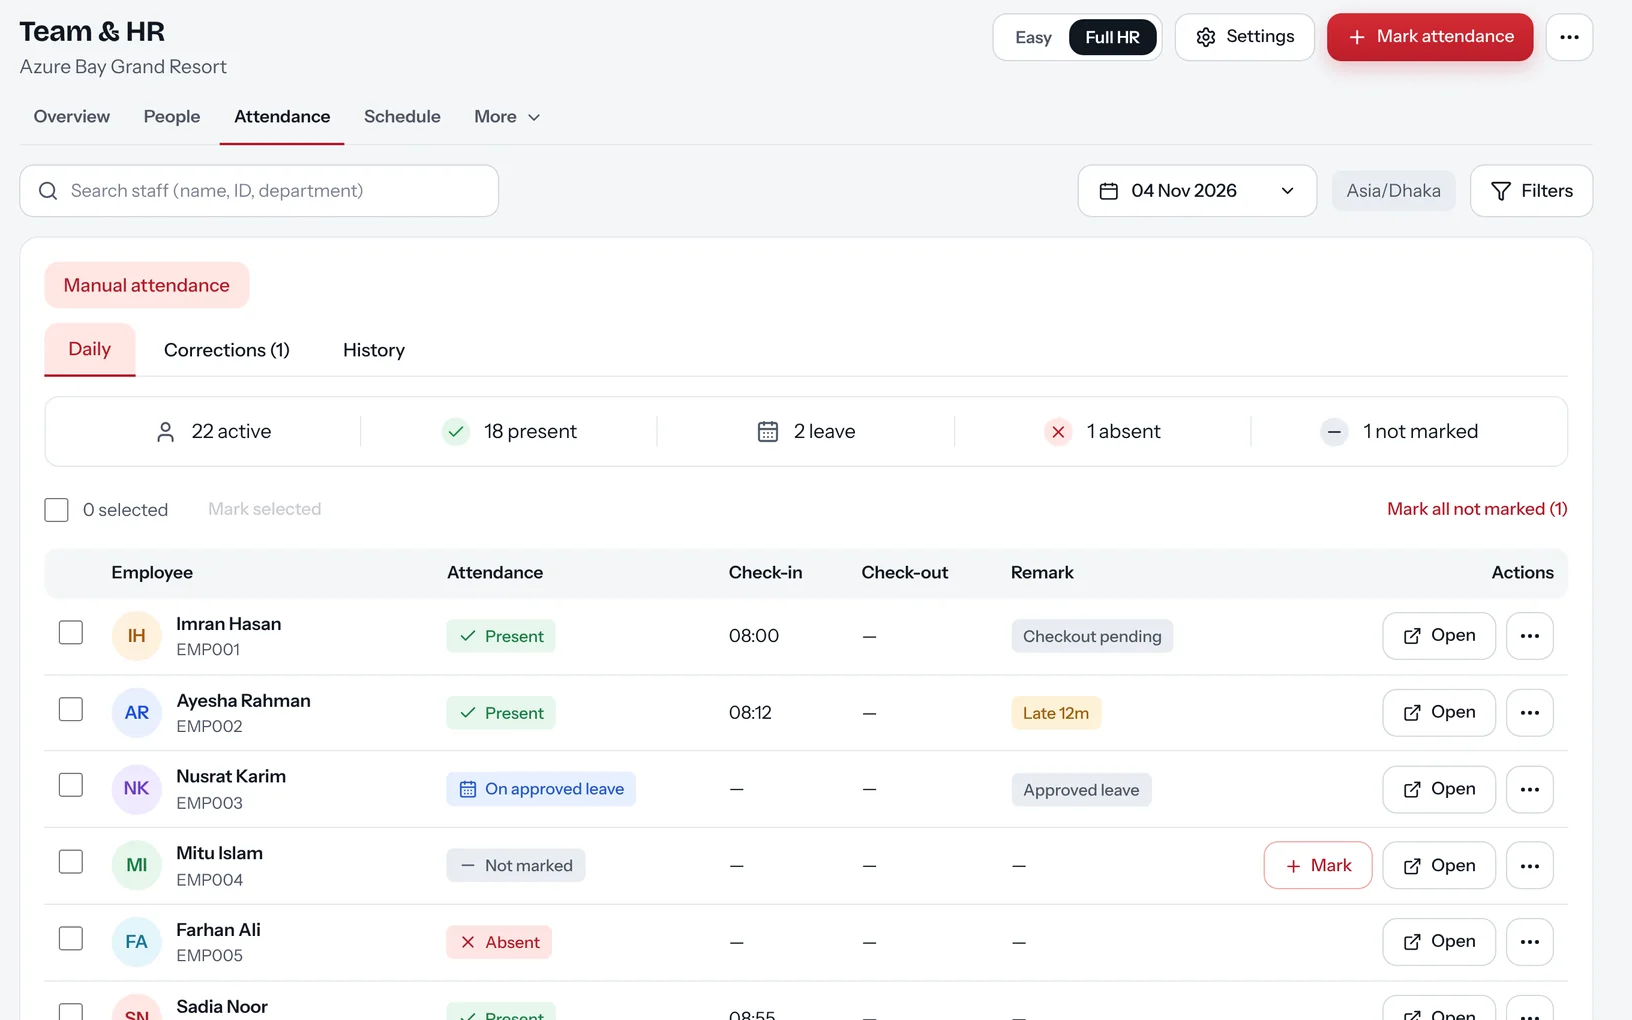 Team & HR
Azure Bay Grand Resort
Easy Full HR Settings + Mark attendance ...
Overview People Attendance Schedule More
Search staff (name, ID, department)
04 Nov 2026 Asia/Dhaka Filters
Manual attendance
Daily Corrections (1) History
22 active 18 present 2 leave 1 absent 1 not marked
0 selected Mark selected Mark all not marked (1)
Employee Attendance Check-in Check-out Remark Actions
IH Imran Hasan Present 08:00 — Checkout pending Open ...
EMP001
AR Ayesha Rahman Present 08:12 — Late 12m Open ...
EMP002
NK Nusrat Karim On approved leave — — Approved leave Open ...
EMP003
MI Mitu Islam — Not marked — — — + Mark Open ...
EMP004
FA Farhan Ali Absent — — — Open ...
EMP005
SN Sadia Noor Present 08:55 — — Open ...